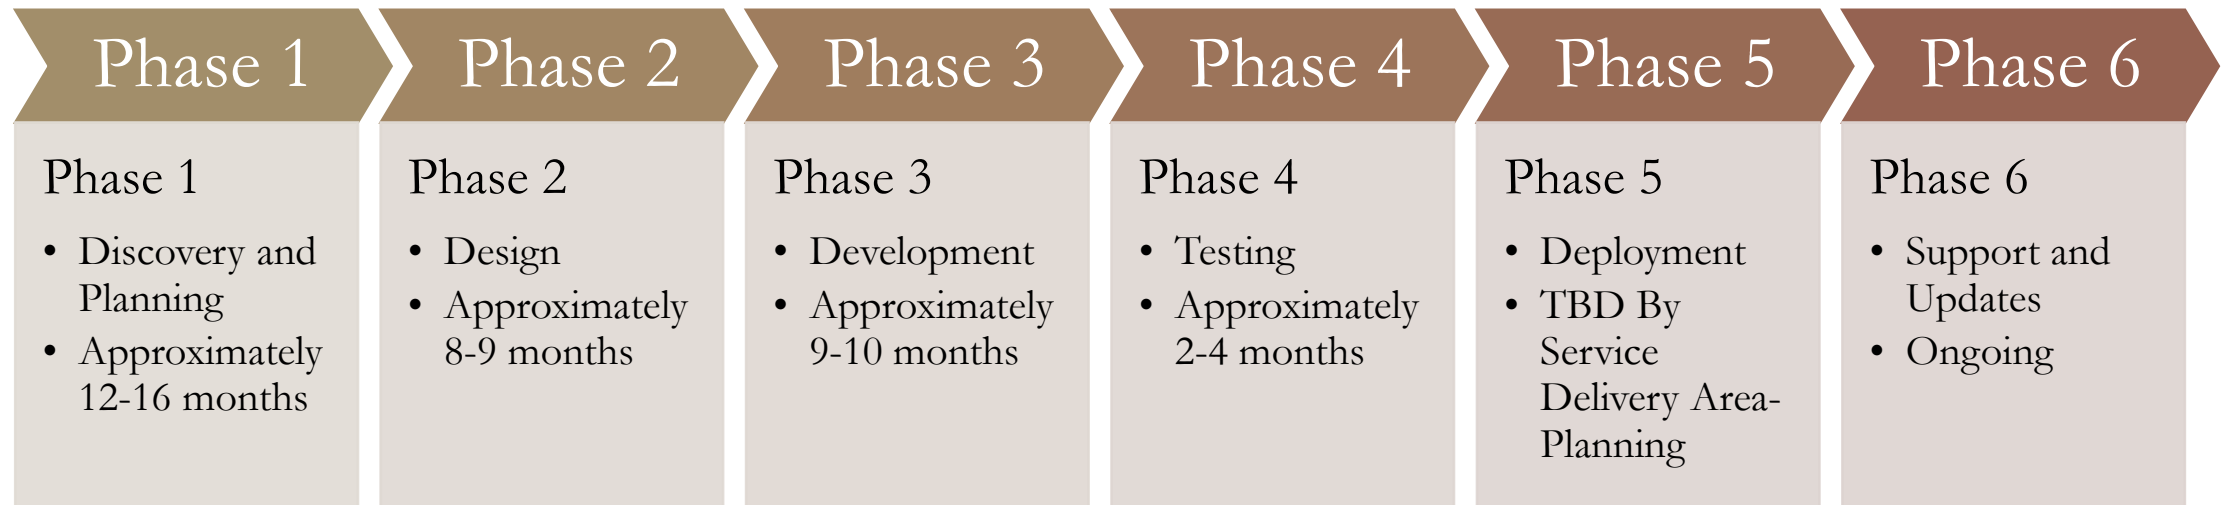 Phase 1
Phase 2
Phase 3
Phase 4
Phase 5
Phase 6
Phase 1
• Discovery and
Planning
• Approximately
12-16 months
Phase 2
• Design
• Approximately
8-9 months
Phase 3
• Development
• Approximately
9-10 months
Phase 4
• Testing
• Approximately
2-4 months
Phase 5
• Deployment
• TBD By
Service
Delivery Area-
Planning
Phase 6
• Support and
Updates
• Ongoing